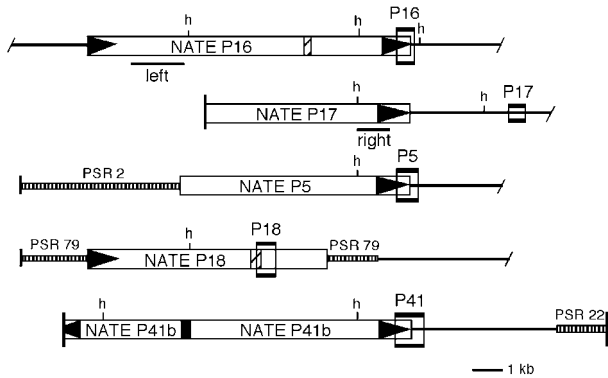 P16
h h h
NATE P16
left
h h P17
NATE P17
right
PSR 2 h P5
NATE P5
PSR 79 h P18 PSR 79
NATE P18
h h P41 PSR 22
NATE P41b NATE P41b
1 kb